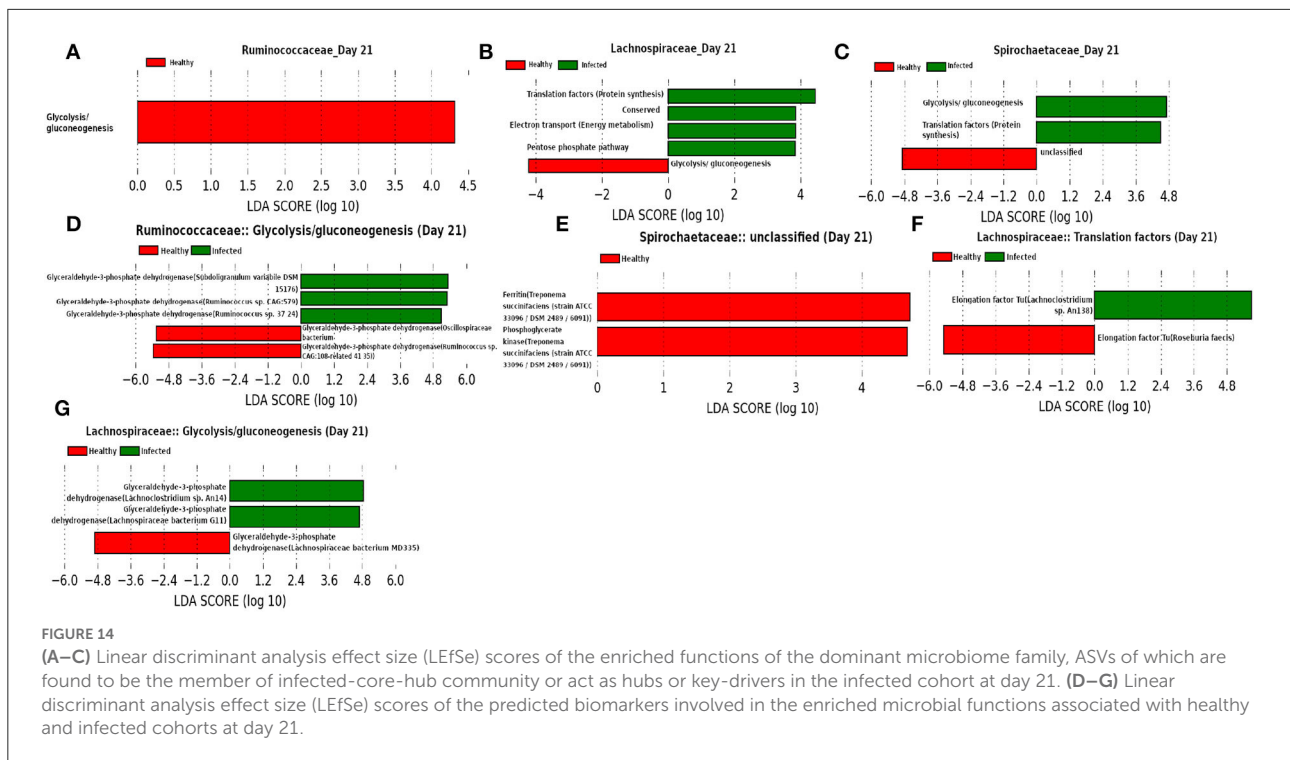 A
Ruminococcaceae_Day 21
Healthy
Glycolysis/
gluconeogenesis
0.0 0.5 1.0 1.5 2.0 2.5 3.0 3.5 4.0 4.5
LDA SCORE (log 10)
B
Lachnospiraceae_Day 21
Healthy Infected
Translation factors (Protein synthesis)
Conserved
Electron transport (Energy metabolism)
Pentose phosphate pathway
Glycolysis/ gluconeogenesis
−4 −2 0 2 4
LDA SCORE (log 10)
C
Spirochaetaceae_Day 21
Healthy Infected
Glycolysis/ gluconeogenesis
Translation factors (Protein
synthesis)
unclassified
−6.0 −4.8 −3.6 −2.4 −1.2 0.0 1.2 2.4 3.6 4.8
LDA SCORE (log 10)
D
Ruminococcaceae:: Glycolysis/gluconeogenesis (Day 21)
Healthy Infected
Glyceraldehyde-3-phosphate dehydrogenase(Subdoligranulum variabile DSM
15176)
Glyceraldehyde-3-phosphate dehydrogenase(Ruminococcus sp. CAG:579)
Glyceraldehyde-3-phosphate dehydrogenase(Ruminococcus sp. 37 24)
Glyceraldehyde-3-phosphate dehydrogenase(Oscillospiraceae
bacterium-
Glyceraldehyde-3-phosphate dehydrogenase(Ruminococcus sp.
CAG:108-related 41 35))
−6.0 −4.8 −3.6 −2.4 −1.2 0.0 1.2 2.4 3.6 4.8 6.0
LDA SCORE (log 10)
E
Spirochaetaceae:: unclassified (Day 21)
Healthy
Ferritin(Treponema
succinifaciens (strain ATCC
33096 / DSM 2489 / 6091))
Phosphoglycerate
kinase(Treponema
succinifaciens (strain ATCC
33096 / DSM 2489 / 6091))
0 1 2 3 4
LDA SCORE (log 10)
F
Lachnospiraceae:: Translation factors (Day 21)
Healthy Infected
Elongation factor Tu(Lachnoclostridium
sp. An138)
Elongation factor Tu(Roseburia faecis)
−6.0 −4.8 −3.6 −2.4 −1.2 0.0 1.2 2.4 3.6 4.8
LDA SCORE (log 10)
G
Lachnospiraceae:: Glycolysis/gluconeogenesis (Day 21)
Healthy Infected
Glyceraldehyde-3-phosphate
dehydrogenase(Lachnoclostridium sp. An14)
Glyceraldehyde-3-phosphate
dehydrogenase(Lachnospiraceae bacterium G11)
Glyceraldehyde-3-phosphate
dehydrogenase(Lachnospiraceae bacterium MD335)
−6.0 −4.8 −3.6 −2.4 −1.2 0.0 1.2 2.4 3.6 4.8 6.0
LDA SCORE (log 10)
FIGURE 14
(A–C) Linear discriminant analysis effect size (LEfSe) scores of the enriched functions of the dominant microbiome family, ASVs of which are
found to be the member of infected-core-hub community or act as hubs or key-drivers in the infected cohort at day 21. (D–G) Linear
discriminant analysis effect size (LEfSe) scores of the predicted biomarkers involved in the enriched microbial functions associated with healthy
and infected cohorts at day 21.